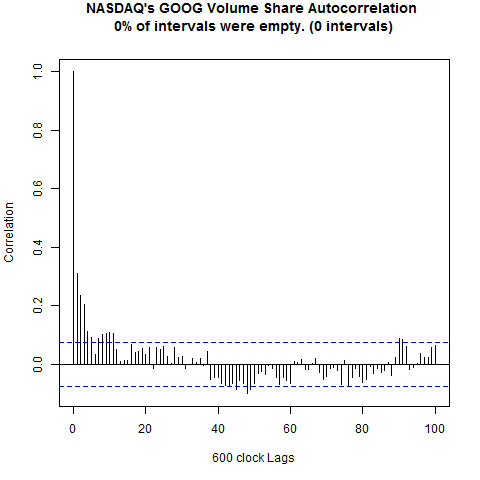 NASDAQ's GOOG Volume Share Autocorrelation
0% of intervals were empty. (0 intervals)
1.0
0.8
0.6
0.4
0.2
0.0
Correlation
0 20 40 60 80 100
600 clock Lags